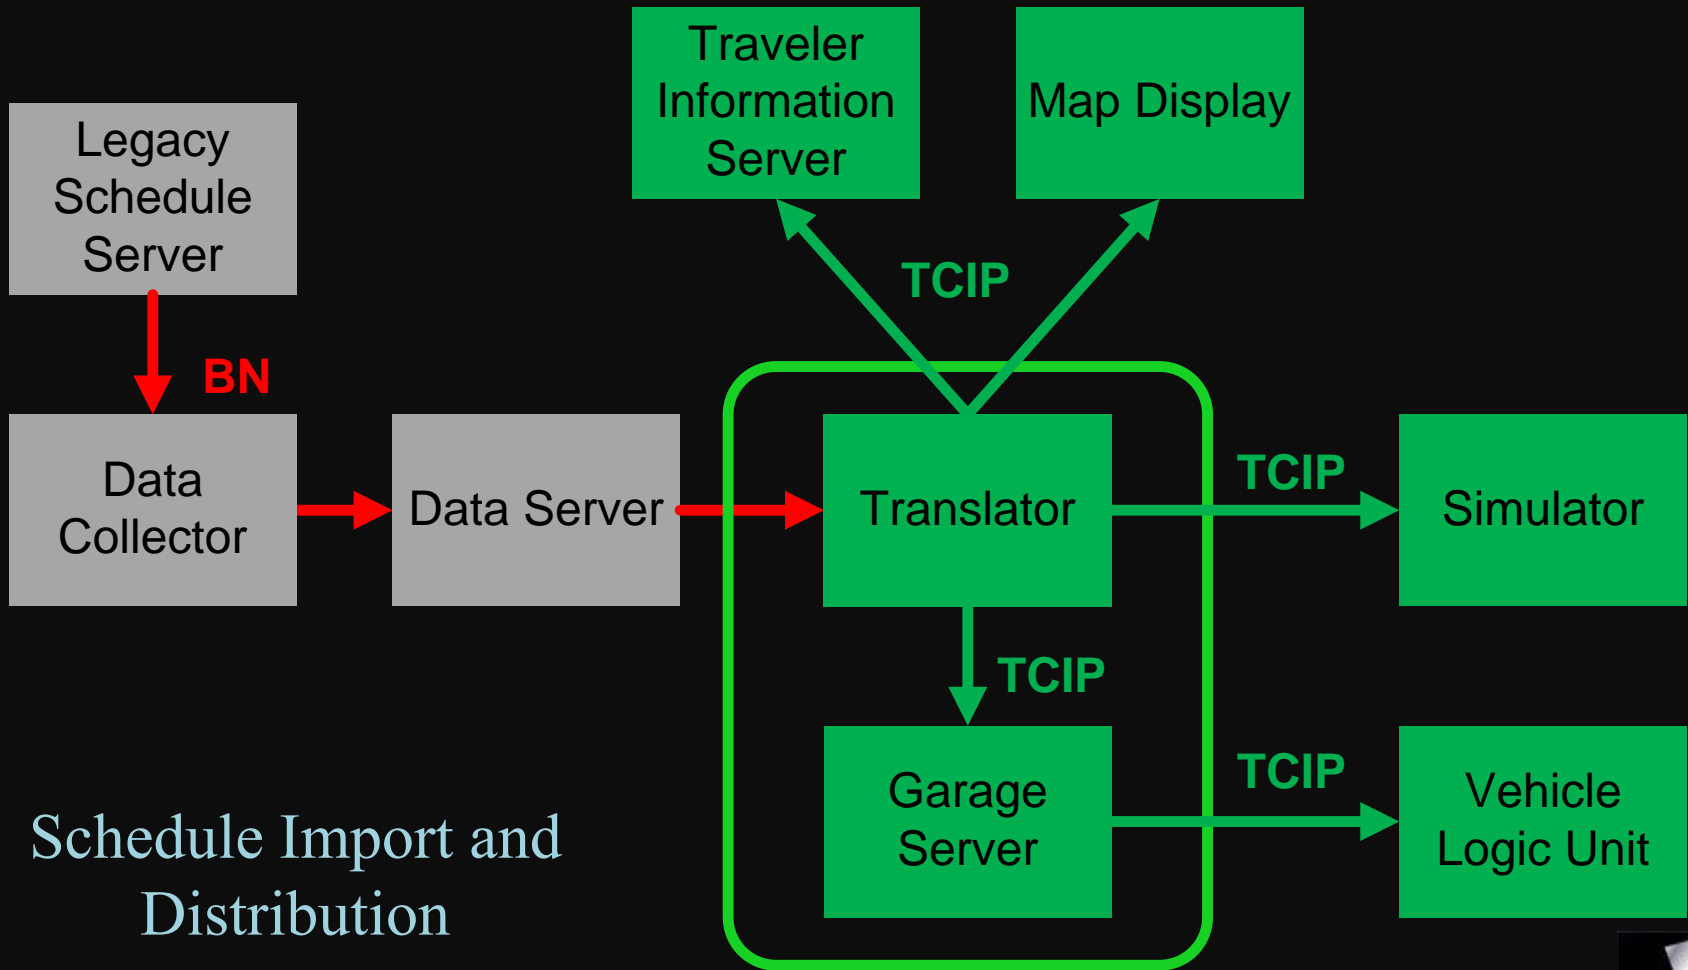 Traveler
Information
Server
Map Display
Legacy
Schedule
Server
TCIP
BN
Data
Collector
Data Server
Translator
TCIP
Simulator
TCIP
Garage
Server
TCIP
Vehicle
Logic Unit
Schedule Import and
Distribution